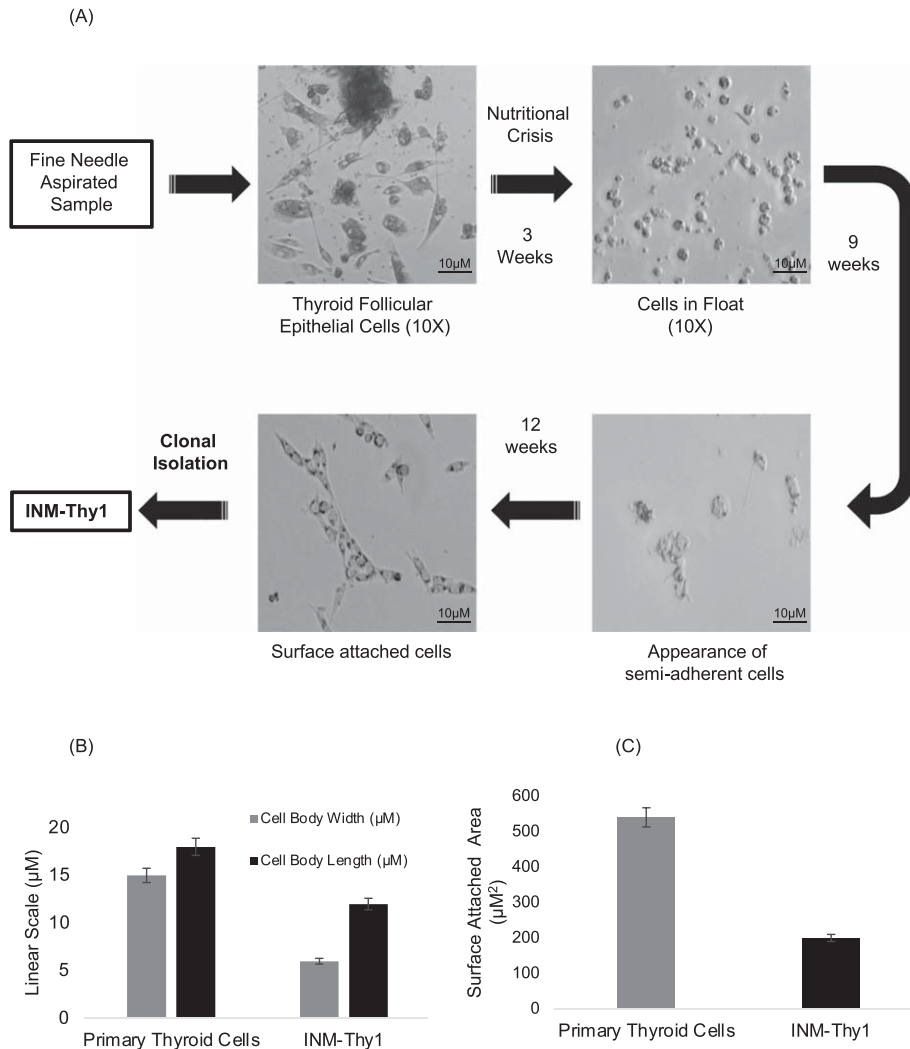 (A)
Fine Needle
Aspirated
Sample
Nutritional
Crisis
3
Weeks
10µM
10µM
9
weeks
Thyroid Follicular
Epithelial Cells (10X)
Cells in Float
(10X)
Clonal
Isolation
INM-Thy1
12
weeks
10µM
10µM
Surface attached cells
Appearance of
semi-adherent cells
(B)
Linear Scale (µM)
20
15
10
5
0
Cell Body Width (µM)
Cell Body Length (µM)
Primary Thyroid Cells
INM-Thy1
(C)
Surface Attached Area
(µM²)
600
500
400
300
200
100
0
Primary Thyroid Cells
INM-Thy1